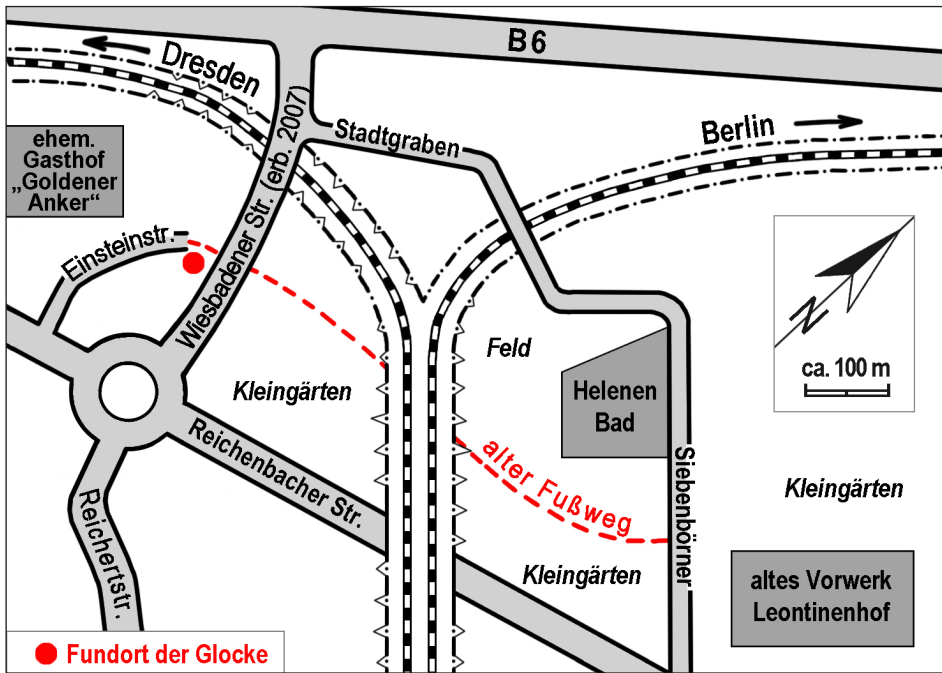 B6
Dresden
Berlin
Stadtgraben
ehem.
Gasthof
„Goldener
Anker“
Wiesbadener Str. (erb. 2007)
Einsteinstr.
N
ca. 100 m
Feld
Kleingärten
Helenen
Bad
Reichenbacher Str.
alter Fußweg
Siebenbörner
Kleingärten
Reichertstr.
Kleingärten
altes Vorwerk
Leontinenhof
Fundort der Glocke